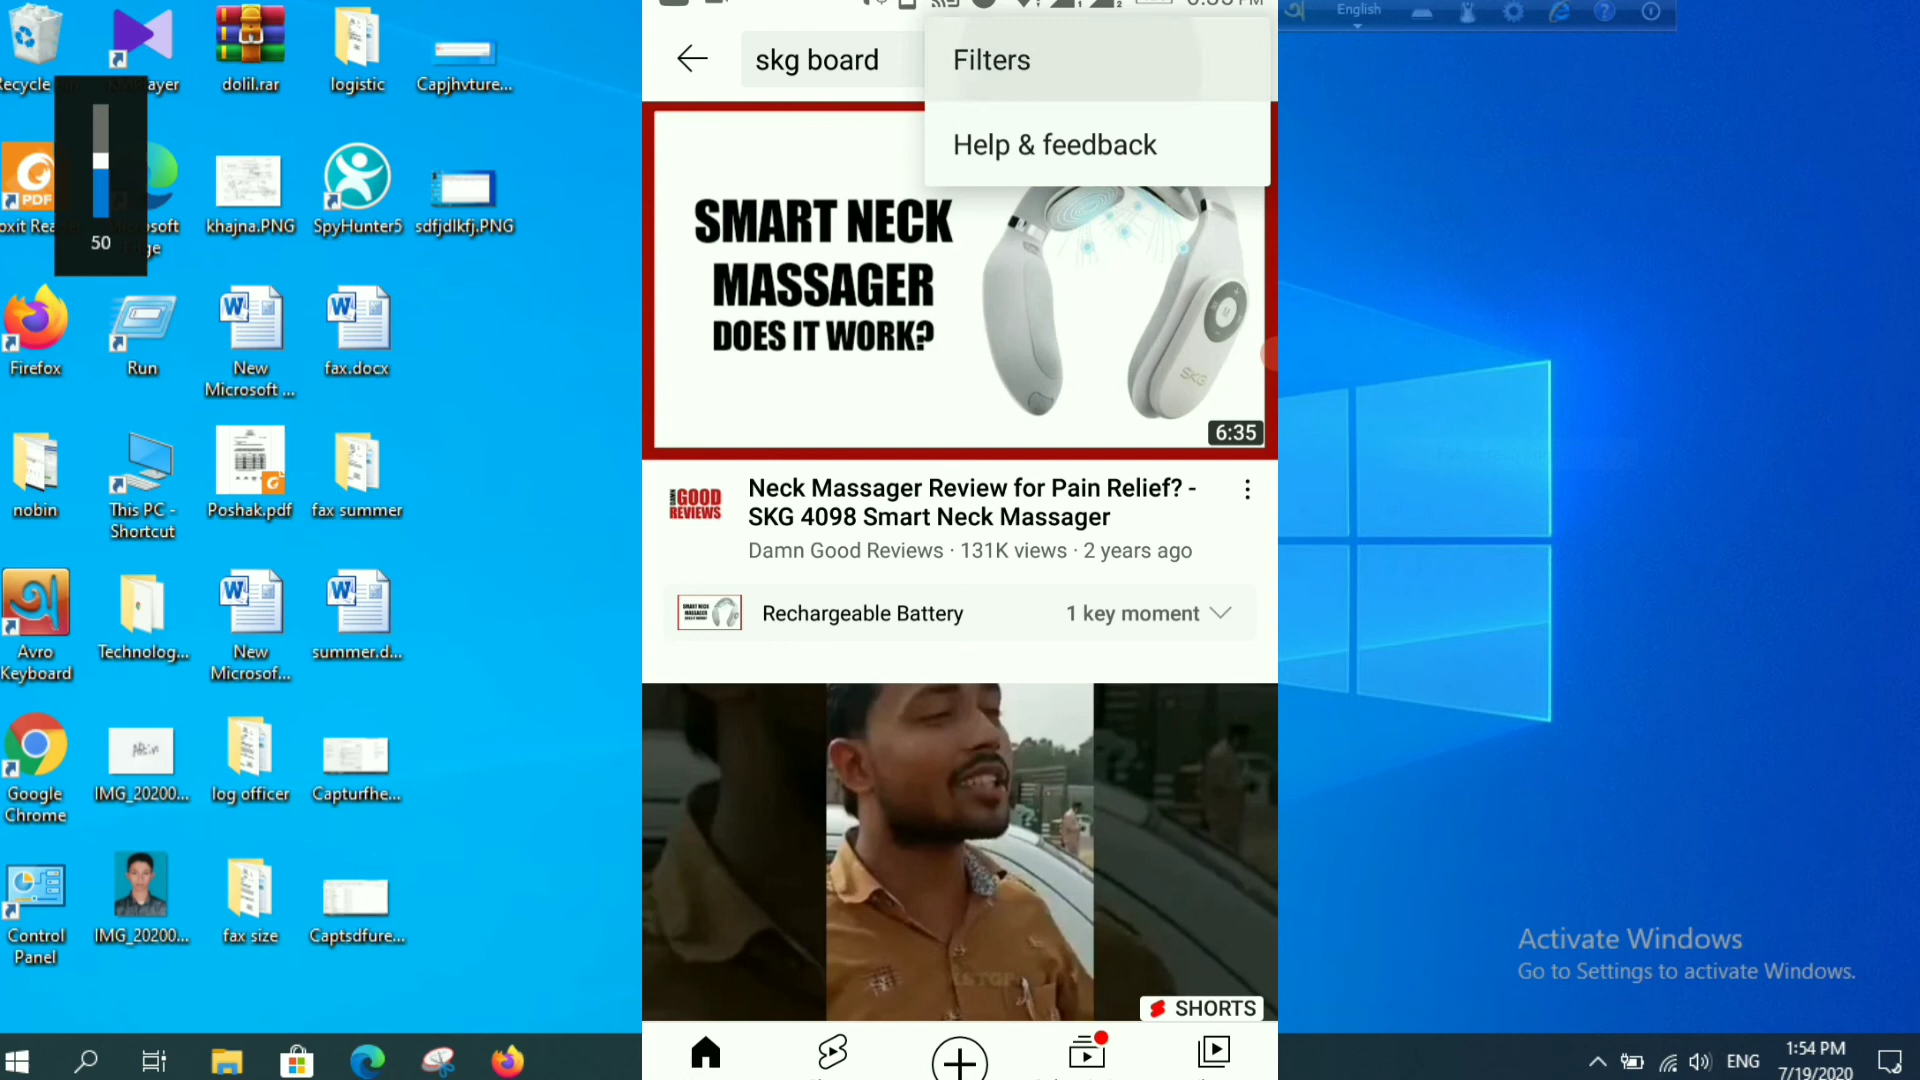 Recycle
dolil.rar
logistic
Capjhvture...
50
khajna.PNG
SpyHunter5
sdfjdlkfj.PNG
Firefox
Run
New
Microsoft ...
fax.docx
nobin
This PC -
Shortcut
Poshak.pdf
fax summer
Avro
Keyboard
Technolog...
New
Microsof...
summer.d...
Google
Chrome
IMG_20200...
log officer
Capturfhe...
Control
Panel
IMG_20200...
fax size
Captsdfure...
skg board
Filters
Help & feedback
SMART NECK
MASSAGER
DOES IT WORK?
SKG
6:35
DAMN
GOOD
REVIEWS
Neck Massager Review for Pain Relief? -
SKG 4098 Smart Neck Massager
Damn Good Reviews · 131K views · 2 years ago
Rechargeable Battery
1 key moment
SHORTS
English
Activate Windows
Go to Settings to activate Windows.
ENG
1:54 PM
7/19/2020